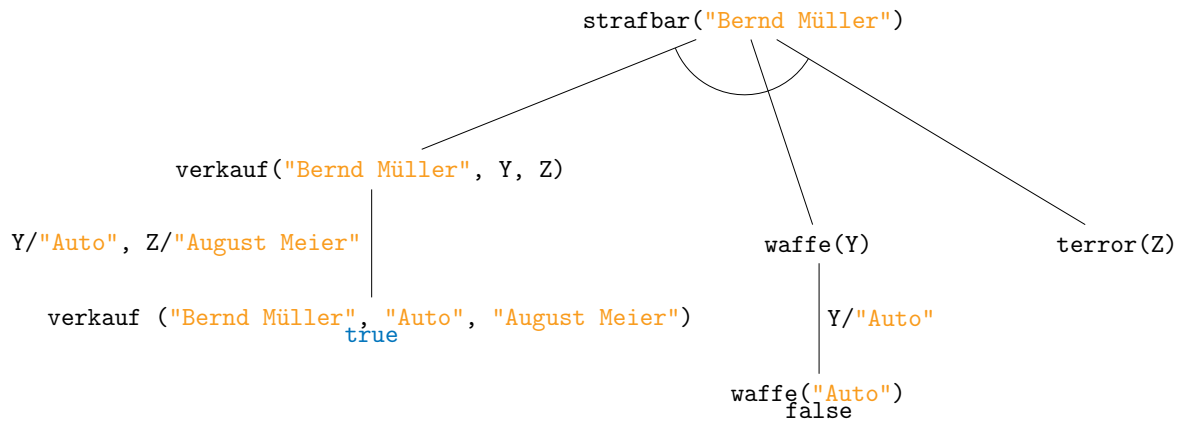 strafbar("Bernd Müller")
verkauf("Bernd Müller", Y, Z)
Y/"Auto", Z/"August Meier"
waffe(Y)
terror(Z)
verkauf ("Bernd Müller", "Auto", "August Meier")
true
Y/"Auto"
waffe("Auto")
false